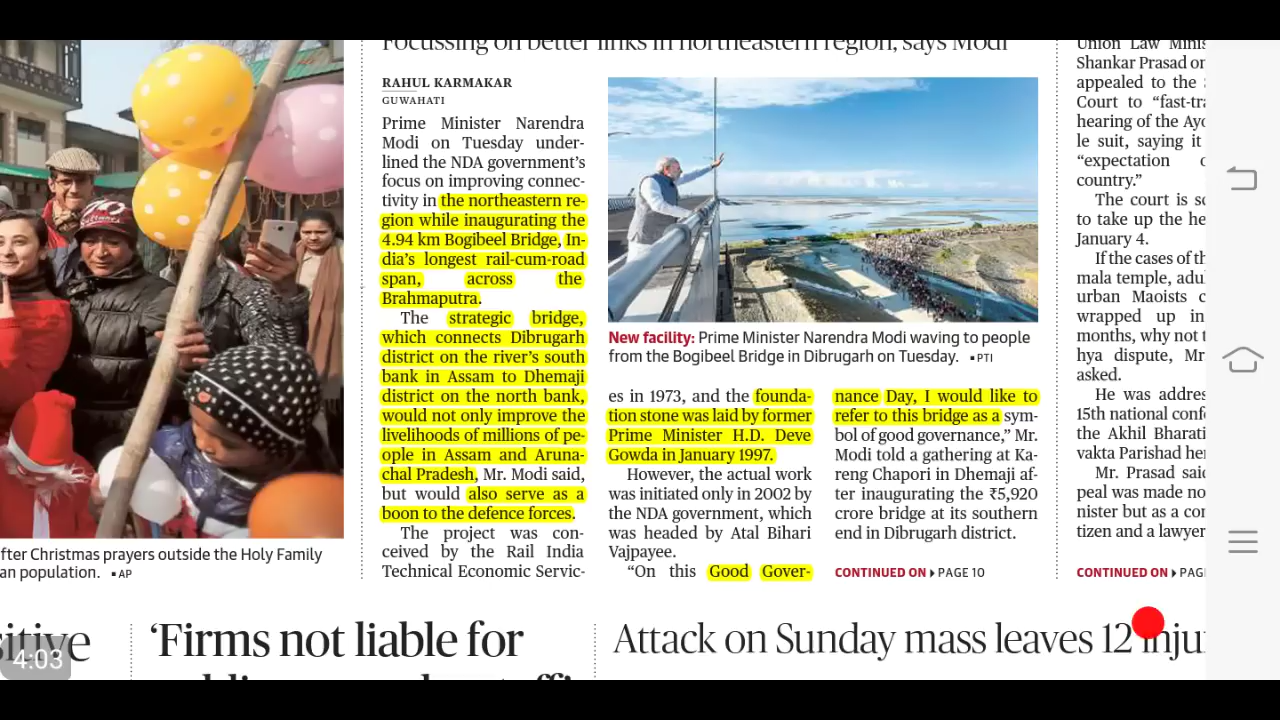 Focussing on better links in northeastern region, says Modi
RAHUL KARMAKAR
GUWAHATI
Prime Minister Narendra
Modi on Tuesday under-
lined the NDA government's
focus on improving connec-
tivity in the northeastern re-
gion while inaugurating the
4.94 km Bogibeel Bridge, In-
dia's longest rail-cum-road
span, across the
Brahmaputra.
The strategic bridge,
which connects Dibrugarh
district on the river's south
bank in Assam to Dhemaji
district on the north bank,
would not only improve the
livelihoods of millions of pe-
ople in Assam and Aruna-
chal Pradesh, Mr. Modi said,
but would also serve as a
boon to the defence forces.
The project was con-
ceived by the Rail India
Technical Economic Servic-
New facility: Prime Minister Narendra Modi waving to people
from the Bogibeel Bridge in Dibrugarh on Tuesday. ▪PTI
es in 1973, and the founda-
tion stone was laid by former
Prime Minister H.D. Deve
Gowda in January 1997.
However, the actual work
was initiated only in 2002 by
the NDA government, which
was headed by Atal Bihari
Vajpayee.
"On this Good Gover-
nance Day, I would like to
refer to this bridge as a sym-
bol of good governance," Mr.
Modi told a gathering at Ka-
reng Chapori in Dhemaji af-
ter inaugurating the ₹5,920
crore bridge at its southern
end in Dibrugarh district.
CONTINUED ON PAGE 10
Union Law Minis
Shankar Prasad on
appealed to the
Court to "fast-tra
hearing of the Ayo
le suit, saying it
"expectation o
country."
The court is se
to take up the he
January 4.
If the cases of th
mala temple, adul
urban Maoists c
wrapped up in
months, why not t
hya dispute, Mr.
asked.
He was addres
15th national confe
the Akhil Bharati
vakta Parishad her
Mr. Prasad said
peal was made no
nister but as a con
tizen and a lawyer
CONTINUED ON PAG
fter Christmas prayers outside the Holy Family
an population. ▪AP
sitive
4:03
'Firms not liable for
Attack on Sunday mass leaves 12 inju